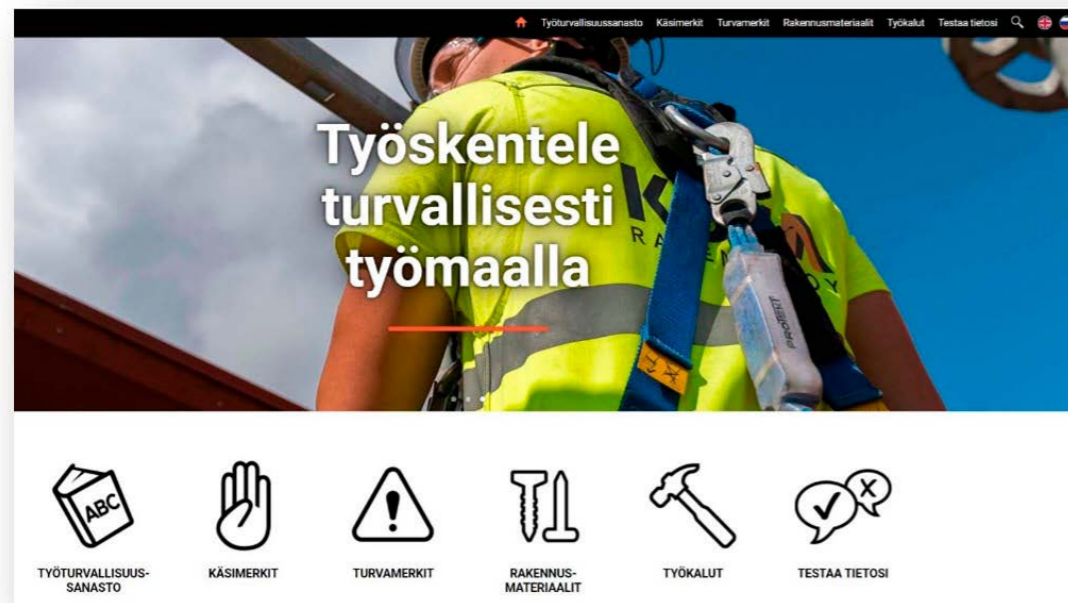 Työturvallisuussanasto Käsimerkit Turvamerkit Rakennusmateriaalit Työkalut Testaa tietosi
Työskentele
turvallisesti
työmaalla
ABC
TYÖTURVALLISUUS-
SANASTO
KÄSIMERKIT
TURVAMERKIT
RAKENNUS-
MATERIAALIT
TYÖKALUT
TESTAA TIETOSI